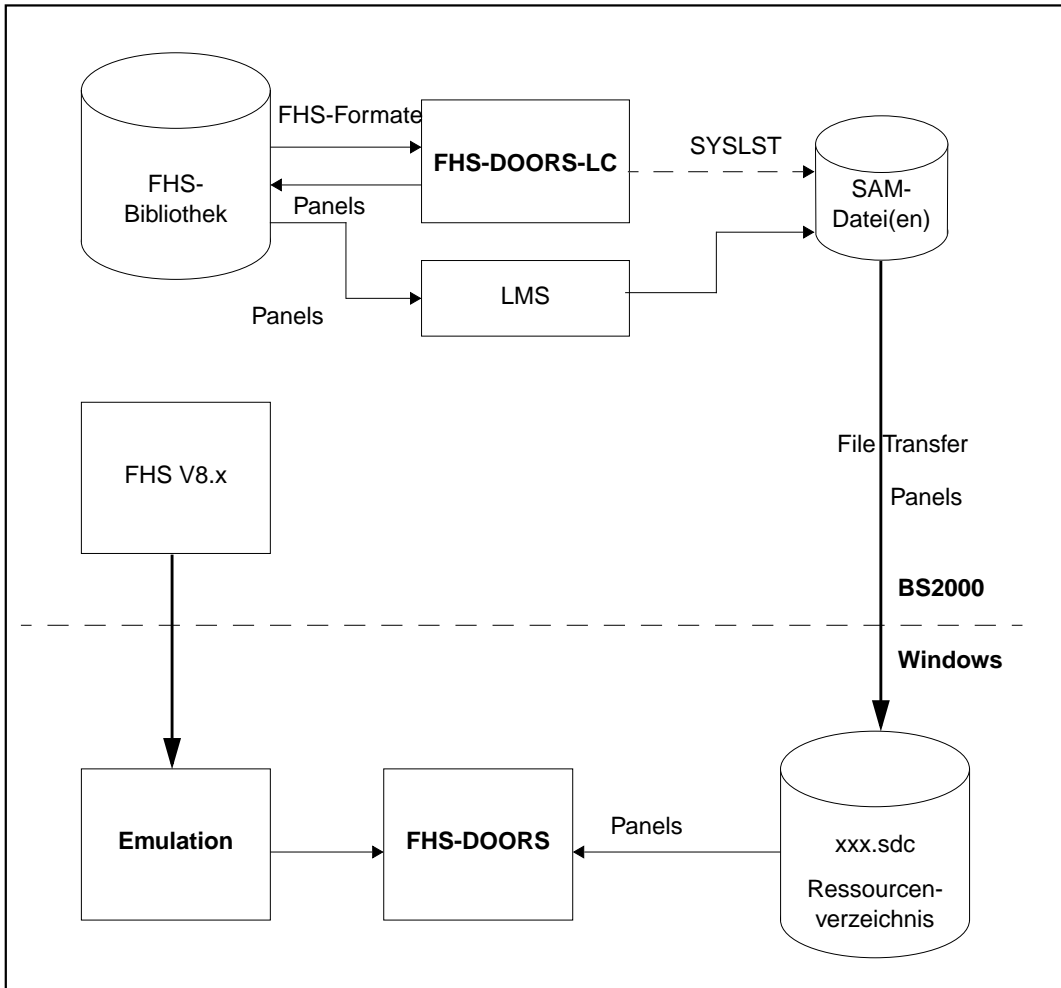 FHS-Formate
FHS-DOORS-LC
SYSLST
FHS-
Bibliothek
SAM-
Datei(en)
Panels
LMS
Panels
File Transfer
FHS V8.x
Panels
BS2000
Windows
Emulation
FHS-DOORS
Panels
xxx.sdc
Ressourcen-
verzeichnis